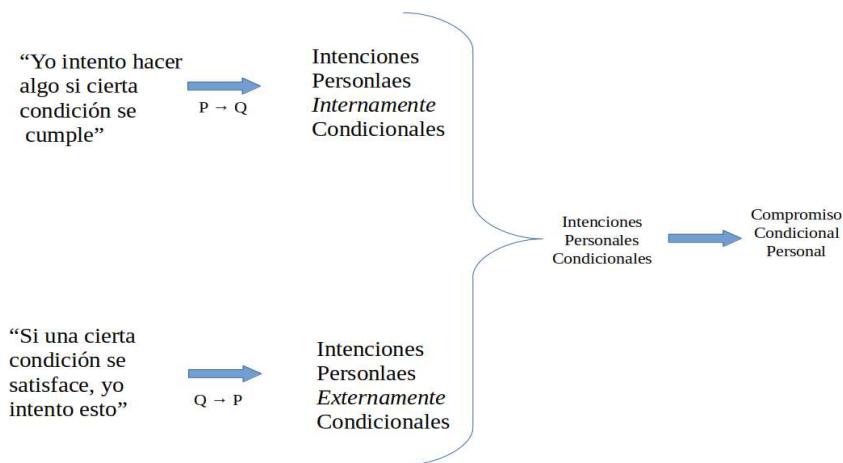 “Yo intento hacer
algo si cierta
condición se
cumple”
P → Q
Intenciones
Personlaes
Internamente
Condicionales
“Si una cierta
condición se
satisface, yo
intento esto”
Q → P
Intenciones
Personlaes
Externamente
Condicionales
Intenciones
Personales
Condicionales
Compromiso
Condicional
Personal